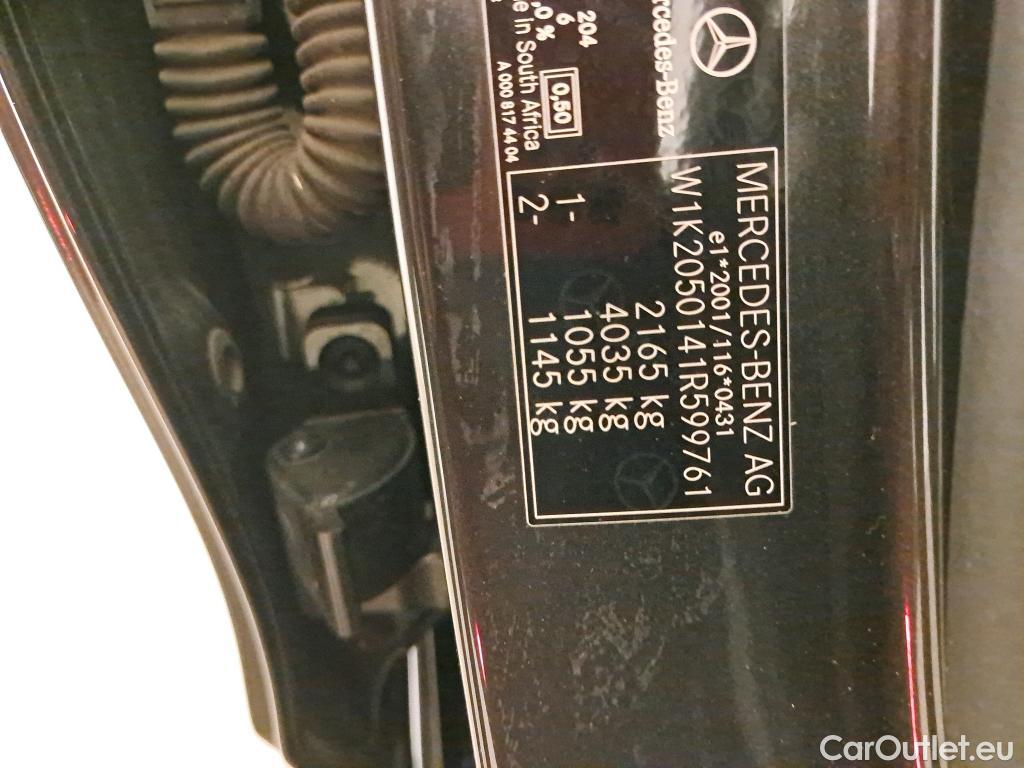 Mercedes-Benz
204
6
,0 %
0,50
in South Africa
A 000 817 44 04
MERCEDES-BENZ AG
e1*2001/116*0431
W1K2050141R599761
2165 kg
4035 kg
1- 1055 kg
2- 1145 kg
CarOutlet.eu